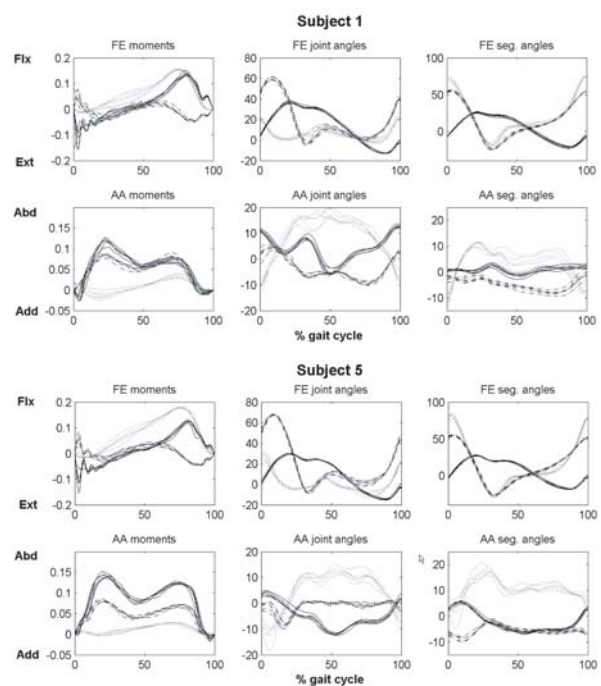 Subject 1
FE moments FE joint angles FE seg. angles
Flx
0.2 80 100
0.1 60 50
0 40 0
-0.1 20
-0.2 0
-20
Ext
0 50 100 0 50 100 0 50 100
AA moments AA joint angles AA seg. angles
Abd
0.15 20 20
0.1 10 10
0.05 0 0
0 -10 -10
-0.05 -20
Add
0 50 100 0 50 100 0 50 100
% gait cycle
Subject 5
FE moments FE joint angles FE seg. angles
Flx
0.2 80 100
0.1 60 50
0 40 0
-0.1 20
-0.2 0
-20
Ext
0 50 100 0 50 100 0 50 100
AA moments AA joint angles AA seg. angles
Abd
0.2 20 20
0.15 10 10
0.1 0 0
0.05 -10 -10
0 -20
-0.05
Add
0 50 100 0 50 100 0 50 100
% gait cycle